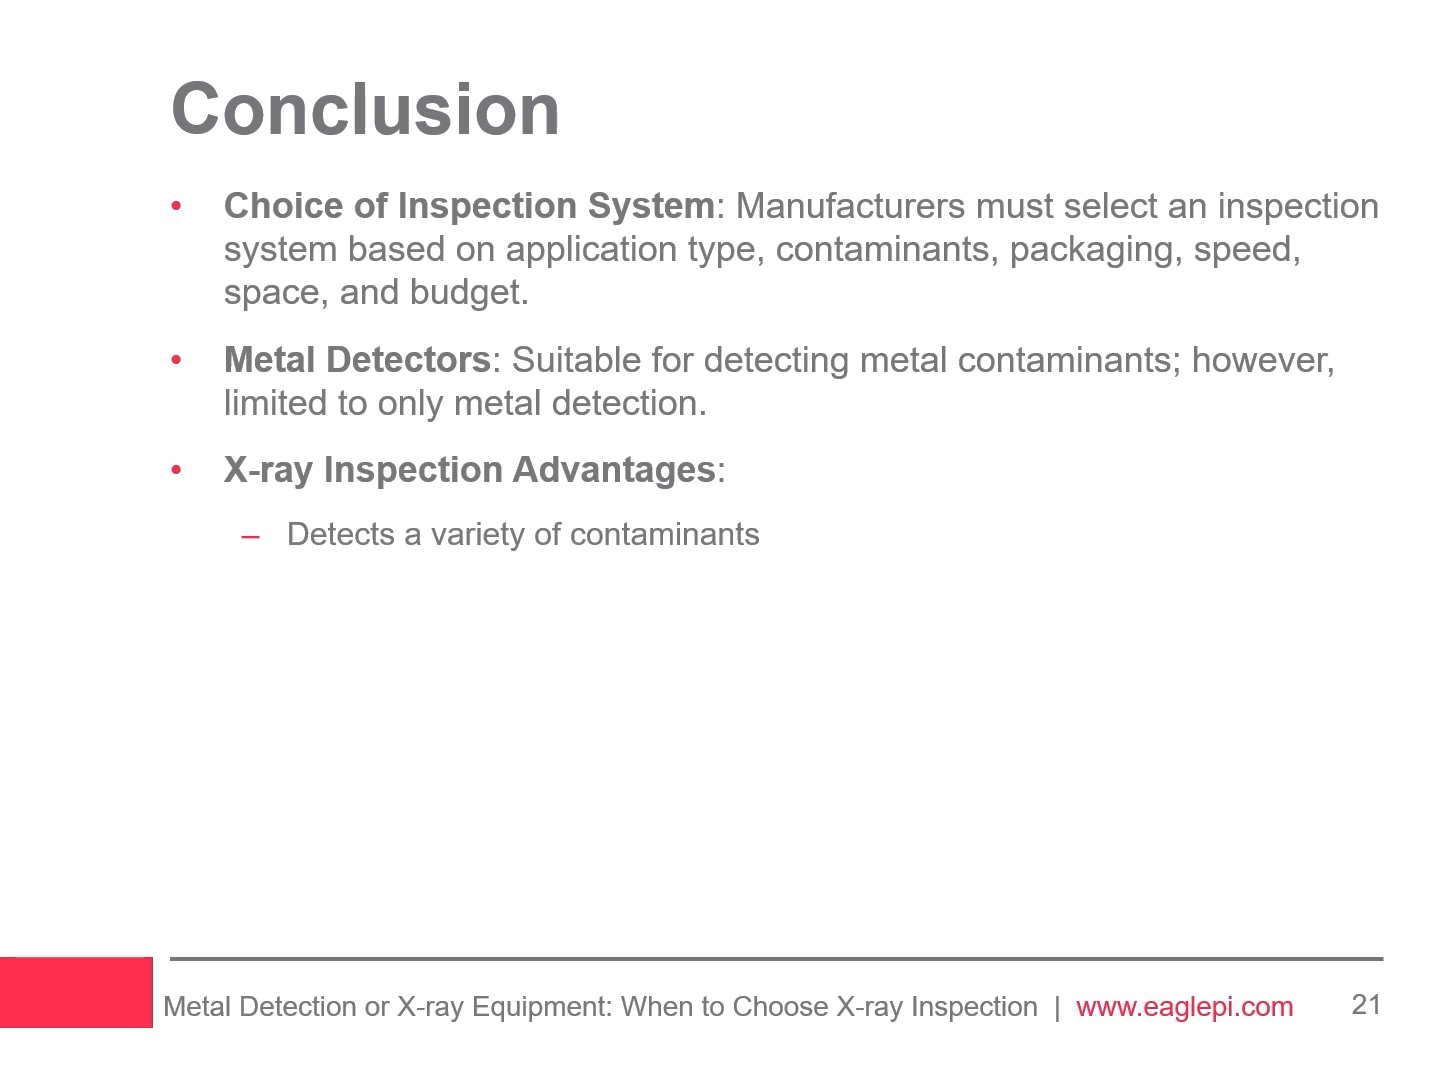 Conclusion
• Choice of Inspection System: Manufacturers must select an inspection
system based on application type, contaminants, packaging, speed,
space, and budget.
• Metal Detectors: Suitable for detecting metal contaminants; however,
limited to only metal detection.
• X-ray Inspection Advantages:
– Detects a variety of contaminants
Metal Detection or X-ray Equipment: When to Choose X-ray Inspection | www.eaglepi.com 21